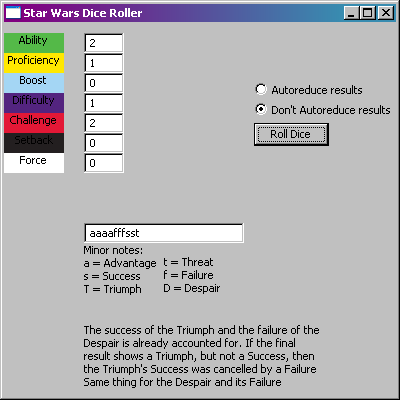 Star Wars Dice Roller
Ability 2
Proficiency 1
Boost 0
Difficulty 1
Challenge 2
Setback 0
Force 0
Autoreduce results
Don't Autoreduce results
Roll Dice
aaaafffsst
Minor notes:
a = Advantage t = Threat
s = Success f = Failure
T = Triumph D = Despair
The success of the Triumph and the failure of the
Despair is already accounted for. If the final
result shows a Triumph, but not a Success, then
the Triumph's Success was cancelled by a Failure
Same thing for the Despair and its Failure